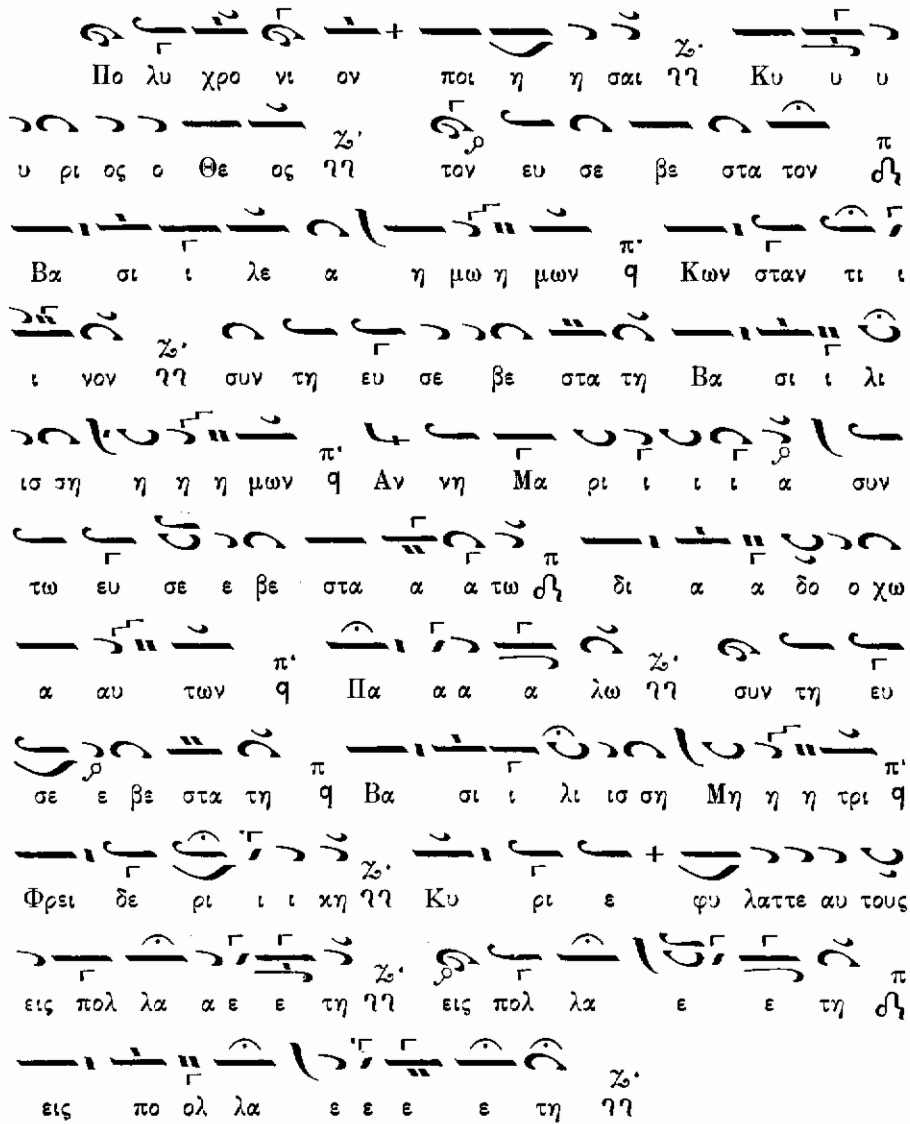 Πο λυ χρο νι ον ποι η η σαι Κυ υ υ
υ ρι ος ο Θε ος τον ευ σε βε στα τον
Βα σι ι λε α η μω η μων Κων σταν τι ι
ι νον συν τη ευ σε βε στα τη Βα σι ι λι
ισ ση η η η μων Αν νη Μα ρι ι ι ι α συν
τω ευ σε ε βε στα α α τω δι α α δο ο χω
α αυ των Πα α α α λω συν τη ευ
σε ε βε στα τη Βα σι ι λι ισ ση Μη η η τρι
Φρει δε ρι ι ι κη Κυ ρι ε φυ λαττε αυ τους
εις πολ λα α ε ε τη εις πολ λα ε ε τη
εις πο ολ λα ε ε ε ε τη